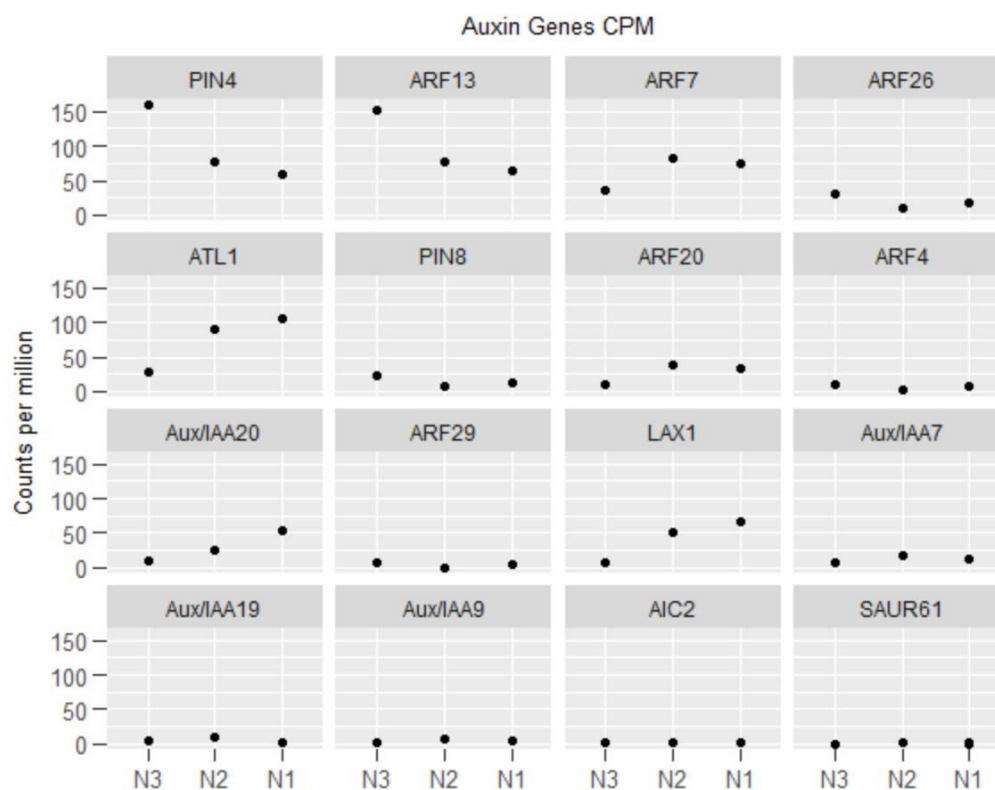 Auxin Genes CPM
PIN4 ARF13 ARF7 ARF26
150
100
50
0
ATL1 PIN8 ARF20 ARF4
150
100
50
0
Counts per million
Aux/IAA20 ARF29 LAX1 Aux/IAA7
150
100
50
0
Aux/IAA19 Aux/IAA9 AIC2 SAUR61
150
100
50
0
N3 N2 N1 N3 N2 N1 N3 N2 N1 N3 N2 N1